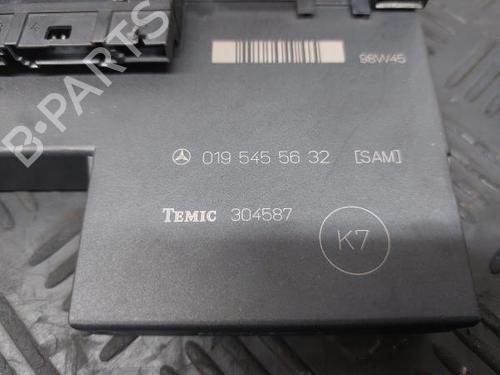 98W45
019 545 56 32 [SAM]
TEMIC 304587
K7
B-PARTS